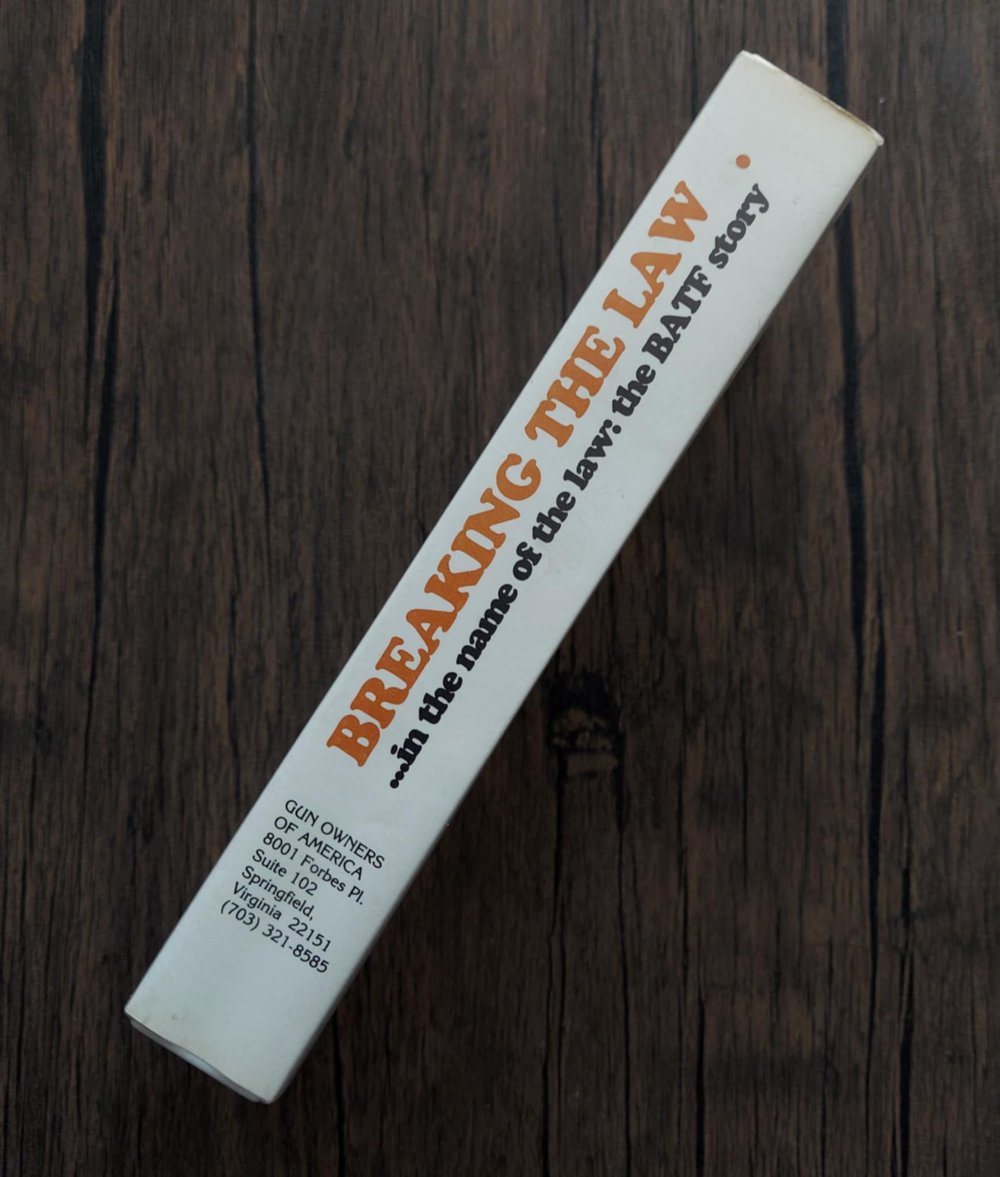 BREAKING THE LAW
...in the name of the law: the BATF story
GUN OWNERS
OF AMERICA
8001 Forbes Pl.
Suite 102
Springfield,
Virginia 22151
(703) 321-8585